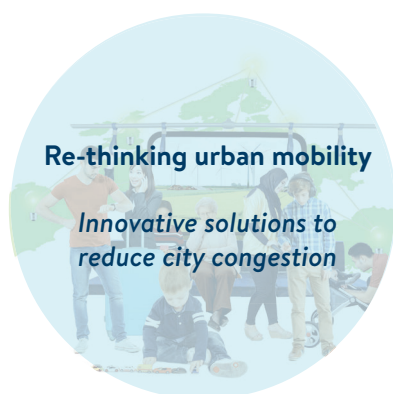 Re-thinking urban mobility
Innovative solutions to
reduce city congestion